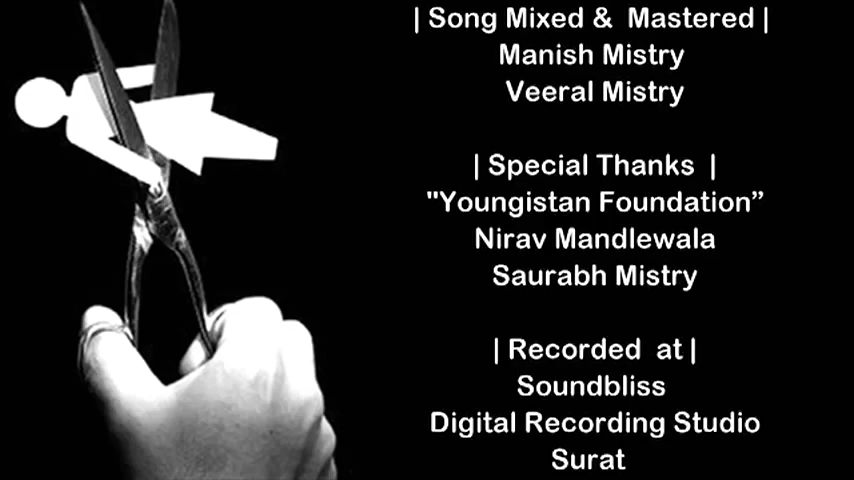 | Song Mixed & Mastered |
Manish Mistry
Veeral Mistry
| Special Thanks |
"Youngistan Foundation”
Nirav Mandlewala
Saurabh Mistry
| Recorded at |
Soundbliss
Digital Recording Studio
Surat